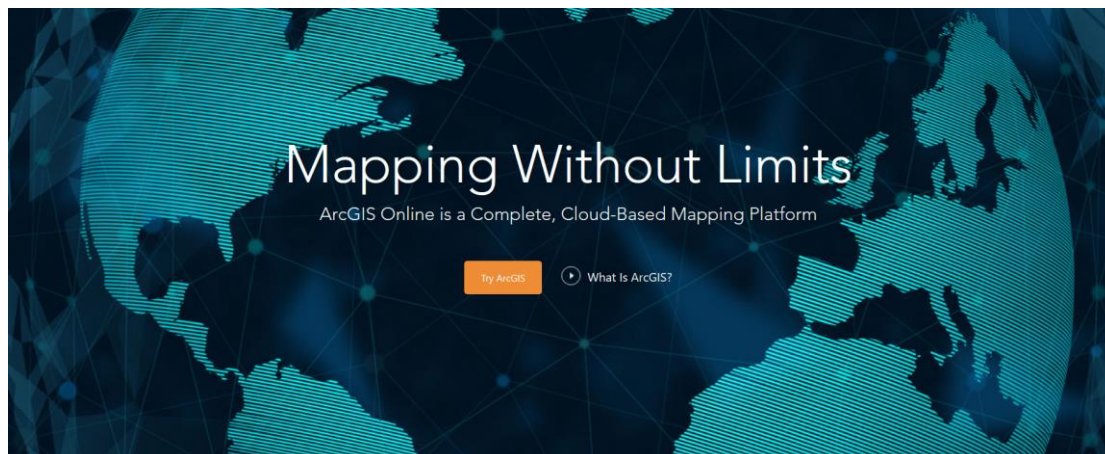 Mapping Without Limits
ArcGIS Online is a Complete, Cloud-Based Mapping Platform
Try ArcGIS
What Is ArcGIS?